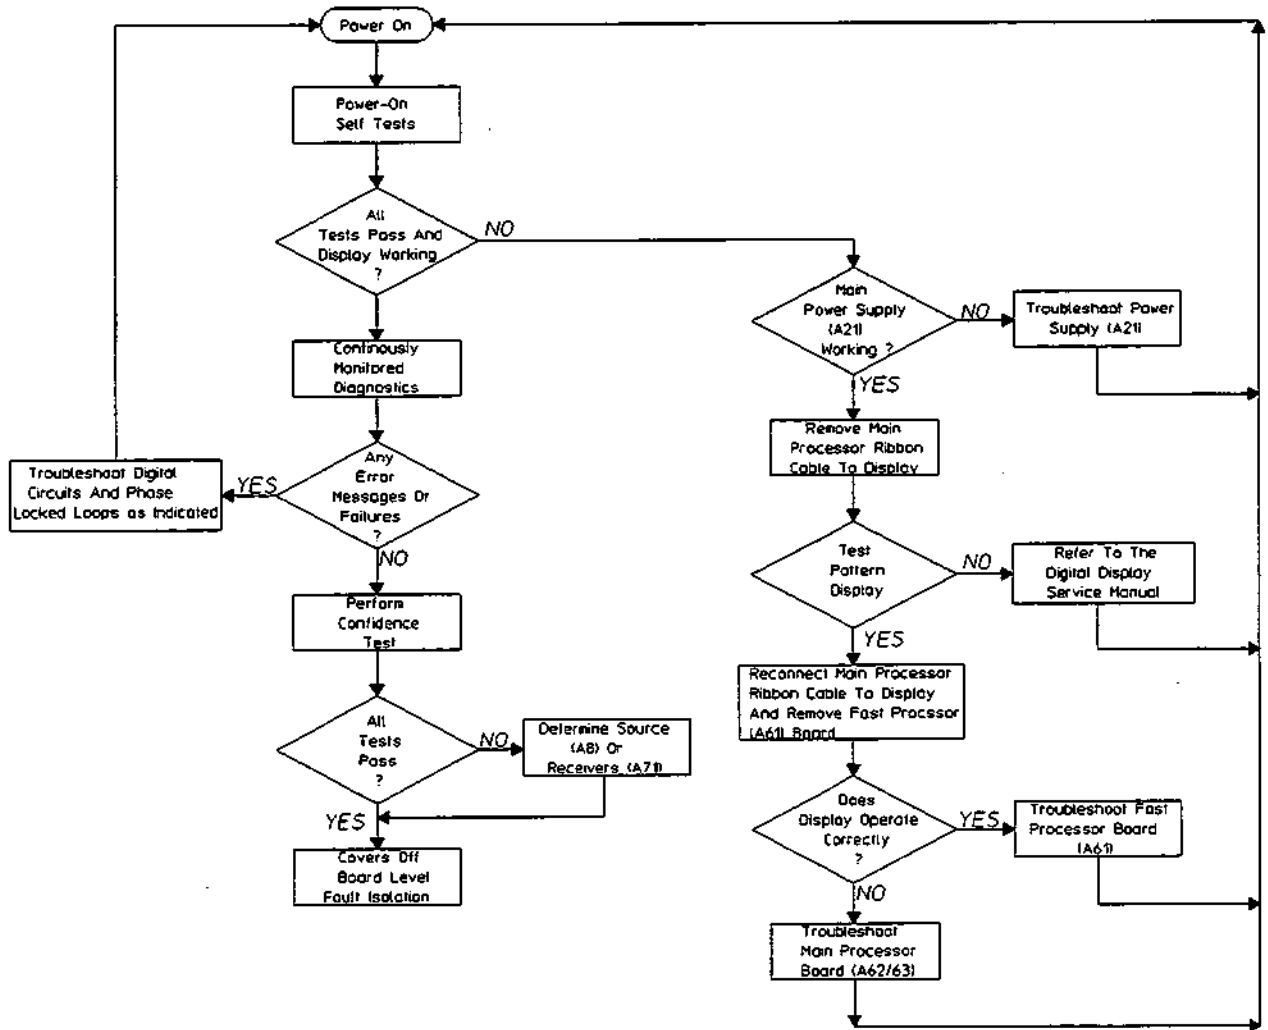 Power On
Power-On
Self Tests
All
Tests Pass And
Display Working
?
NO
Continously
Monitored
Diagnostics
Any
Error
Messages Or
Failures
?
YES
Troubleshoot Digital
Circuits And Phase
Locked Loops as Indicated
NO
Perform
Confidence
Test
All
Tests
Pass
?
NO
Determine Source
(A8) Or
Receivers (A71)
YES
Covers Off
Board Level
Fault Isolation
Main
Power Supply
(A21)
Working ?
NO
Troubleshoot Power
Supply (A21)
YES
Remove Main
Processor Ribbon
Cable To Display
Test
Pattern
Display
NO
Refer To The
Digital Display
Service Manual
YES
Reconnect Main Processor
Ribbon Cable To Display
And Remove Fast Procssor
(A61) Board
Does
Display Operate
Correctly
?
YES
Troubleshoot Fast
Processor Board
(A61)
NO
Troubleshoot
Main Processor
Board (A62/63)